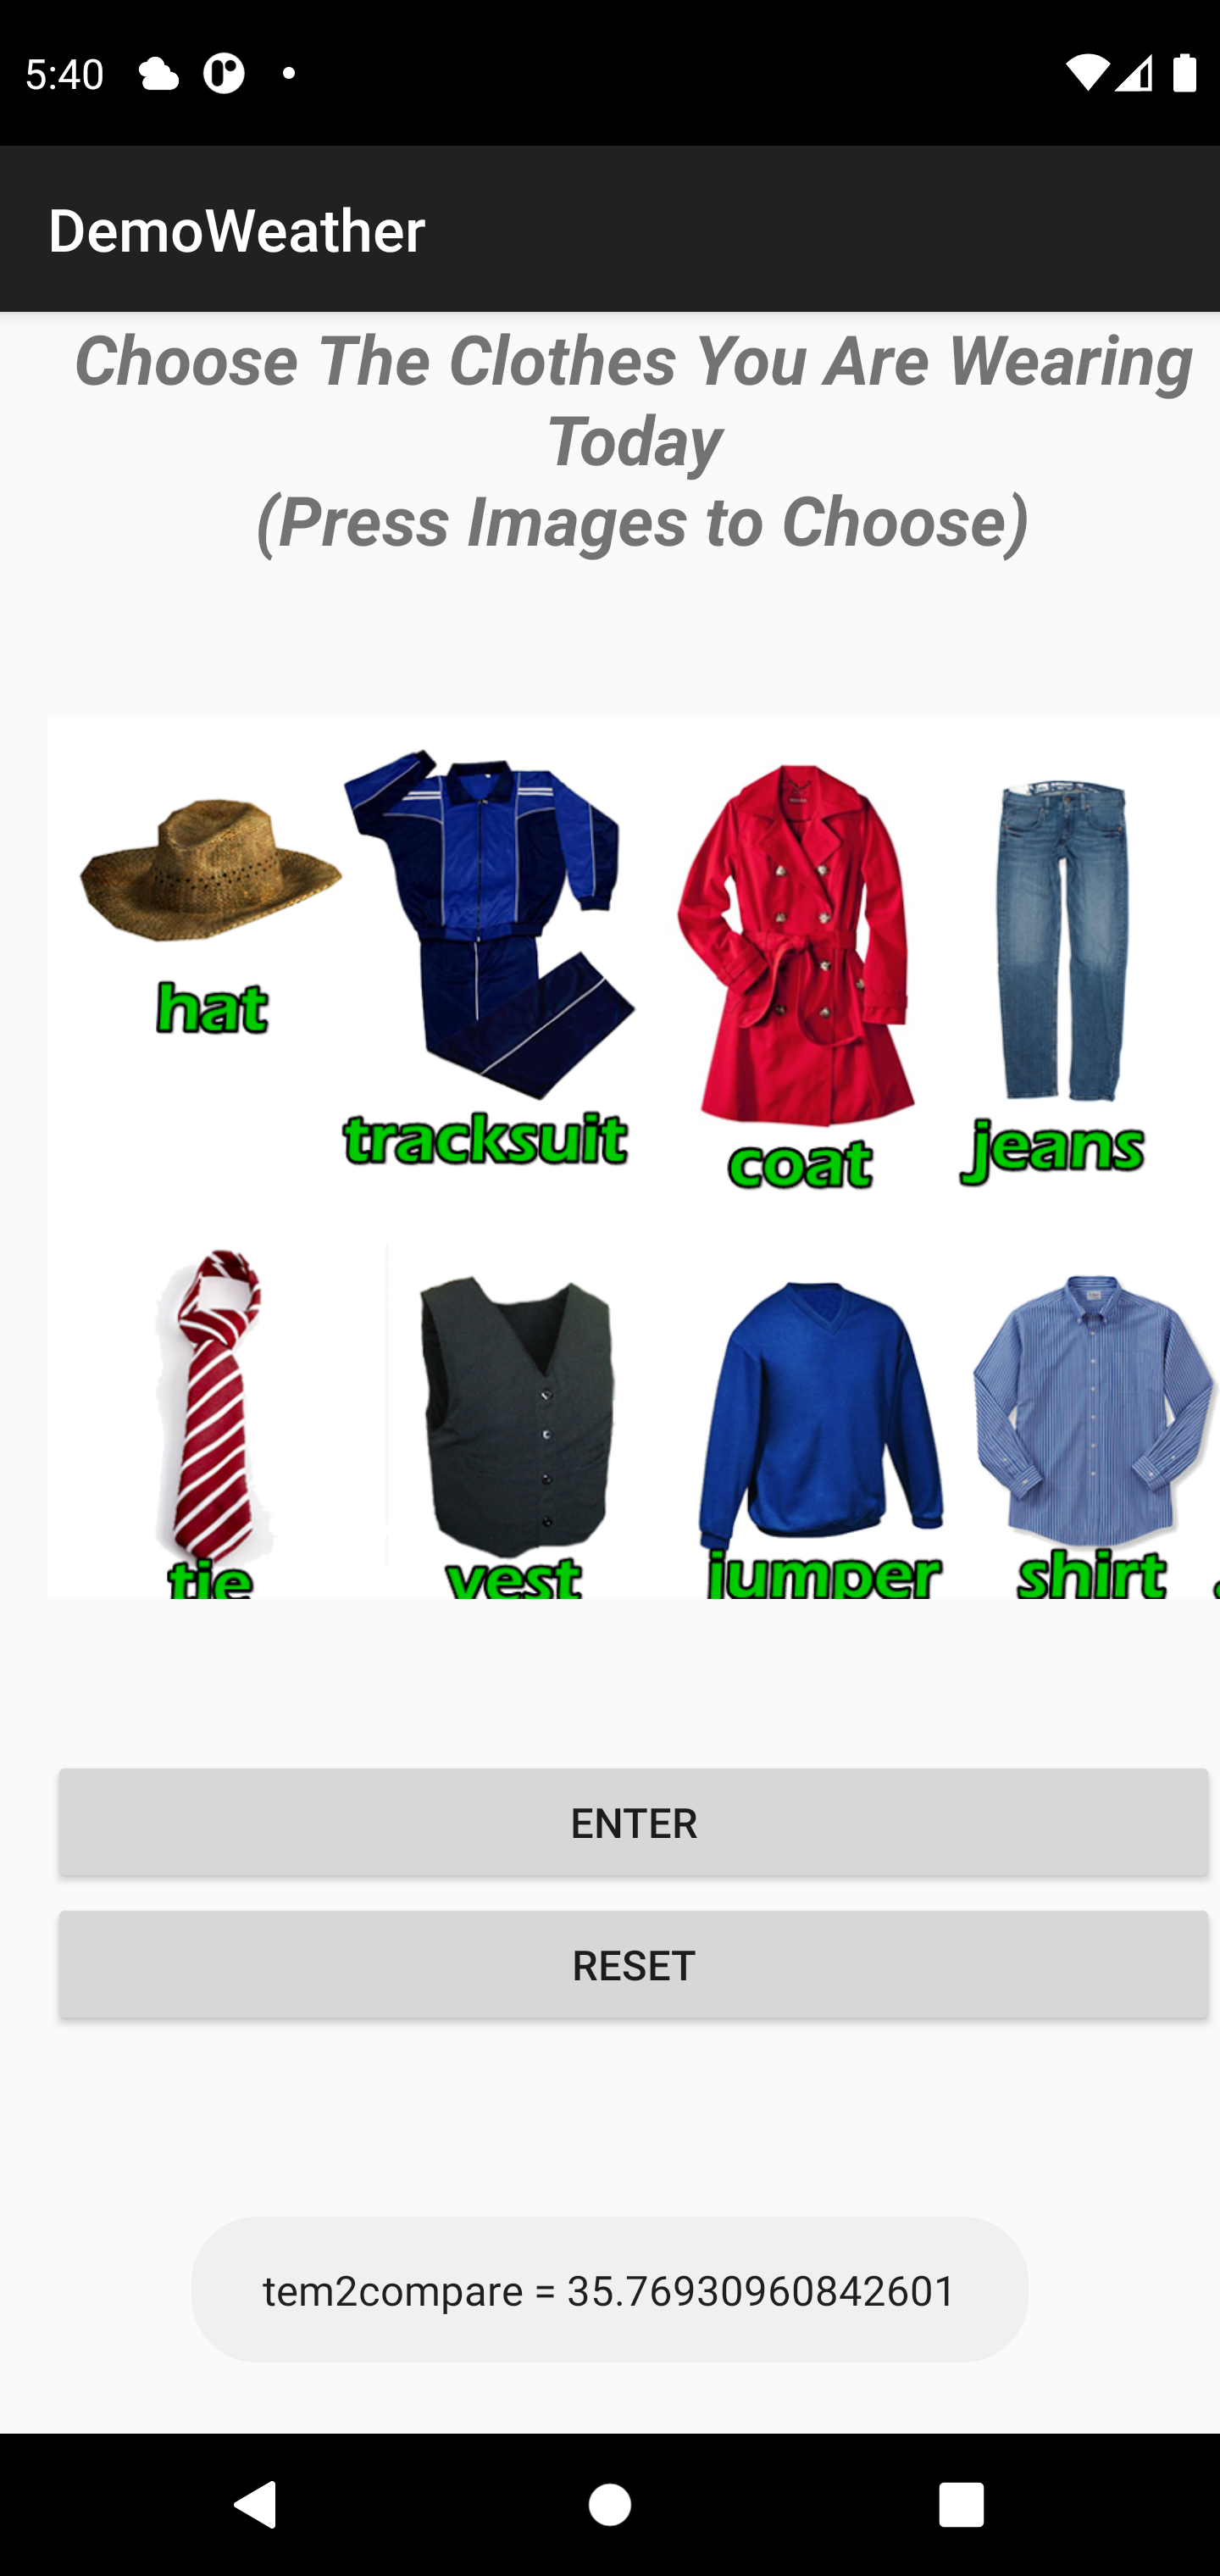 5:40
DemoWeather
Choose The Clothes You Are Wearing
Today
(Press Images to Choose)
hat
tracksuit
coat
jeans
tie
vest
jumper
shirt
ENTER
RESET
tem2compare = 35.76930960842601